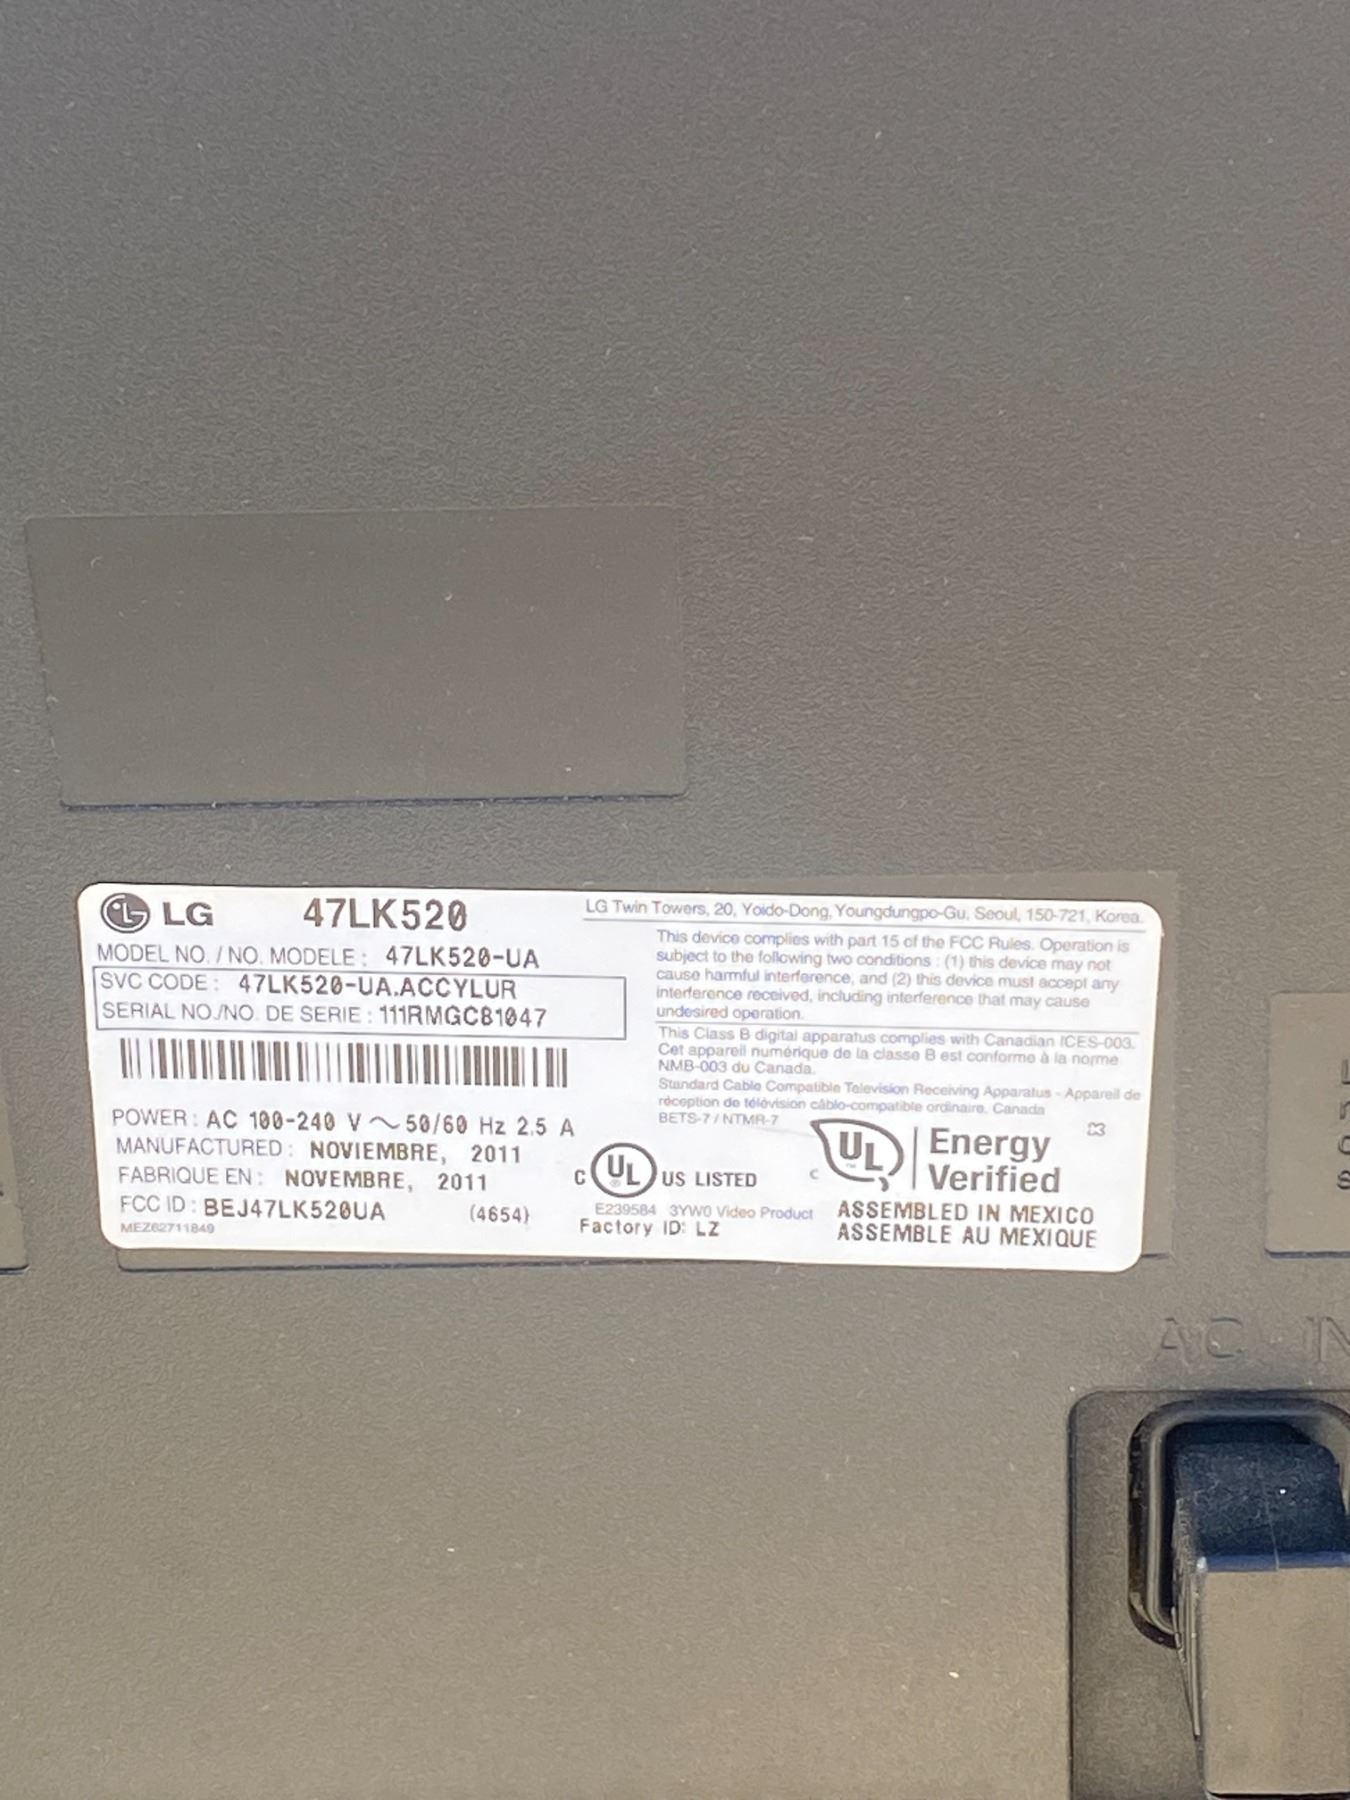 LG 47LK520
MODEL NO. / NO. MODELE : 47LK520-UA
SVC CODE : 47LK520-UA.ACCYLUR
SERIAL NO./NO. DE SERIE : 111RMGCB1047
POWER : AC 100-240 V ~ 50/60 Hz 2.5 A
MANUFACTURED : NOVIEMBRE, 2011
FABRIQUE EN : NOVEMBRE, 2011
FCC ID : BEJ47LK520UA (4654)
MEZ62711849
LG Twin Towers, 20, Yoido-Dong, Youngdungpo-Gu, Seoul, 150-721, Korea.
This device complies with part 15 of the FCC Rules. Operation is
subject to the following two conditions : (1) this device may not
cause harmful interference, and (2) this device must accept any
interference received, including interference that may cause
undesired operation.
This Class B digital apparatus complies with Canadian ICES-003.
Cet appareil numérique de la classe B est conforme à la norme
NMB-003 du Canada.
Standard Cable Compatible Television Receiving Apparatus - Appareil de
réception de télévision câblo-compatible ordinaire, Canada
BETS-7 / NTMR-7
C UL ® US LISTED
E239584 3YW0 Video Product
Factory ID: LZ
C UL ™ Energy
Verified
ASSEMBLED IN MEXICO
ASSEMBLE AU MEXIQUE
AC IN